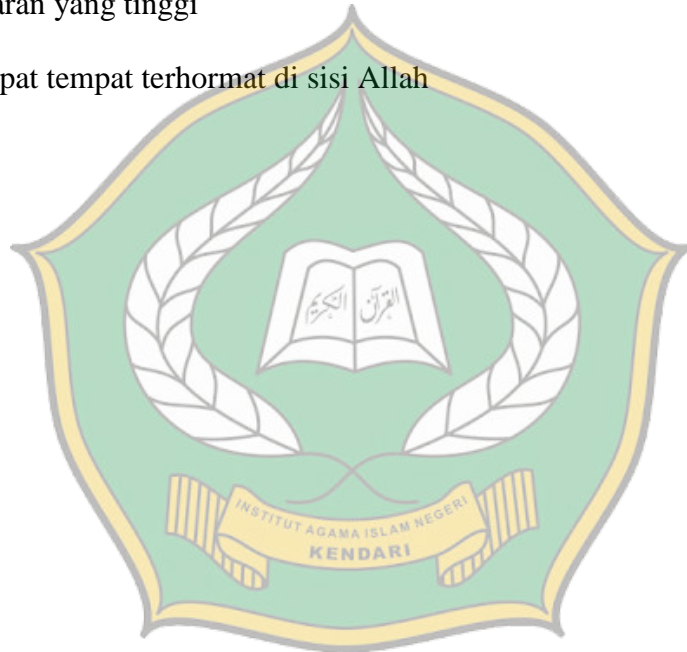 aran yang tinggi
pat tempat terhormat di sisi Allah
القرآن الكريم
INSTITUT AGAMA ISLAM NEGERI
KENDARI